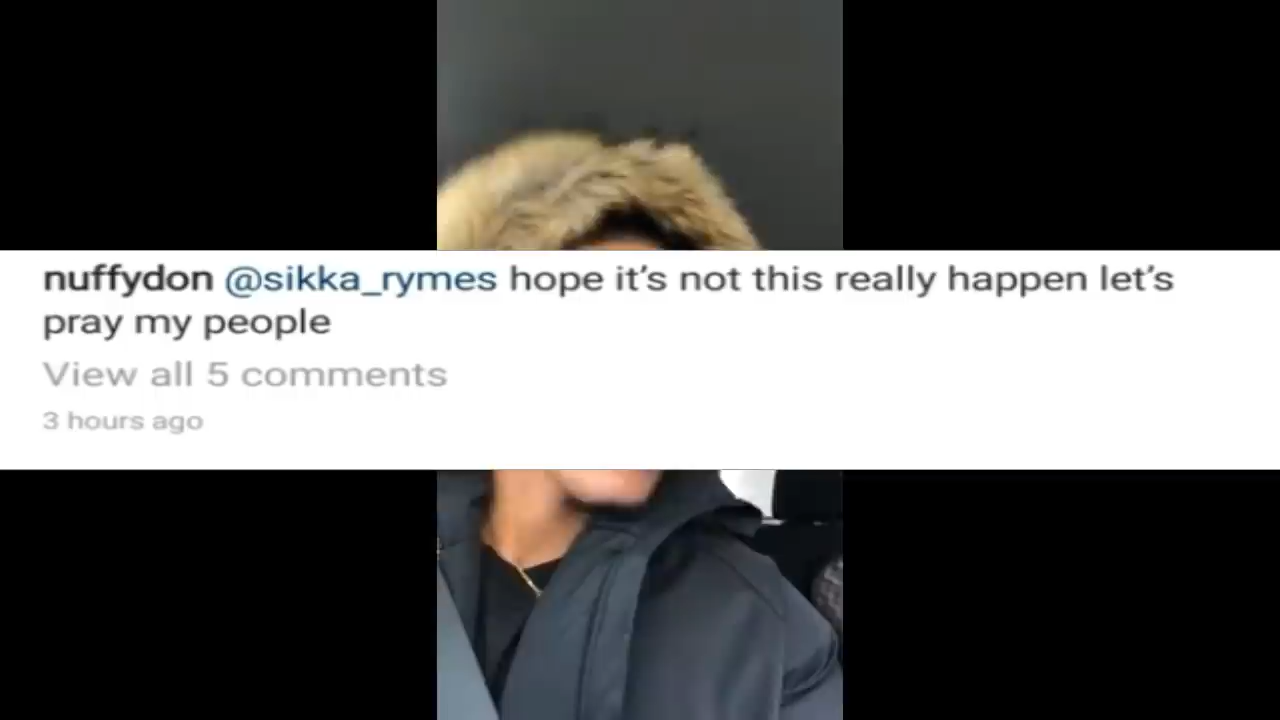 nuffydon @sikka_rymes hope it's not this really happen let's
pray my people
View all 5 comments
3 hours ago